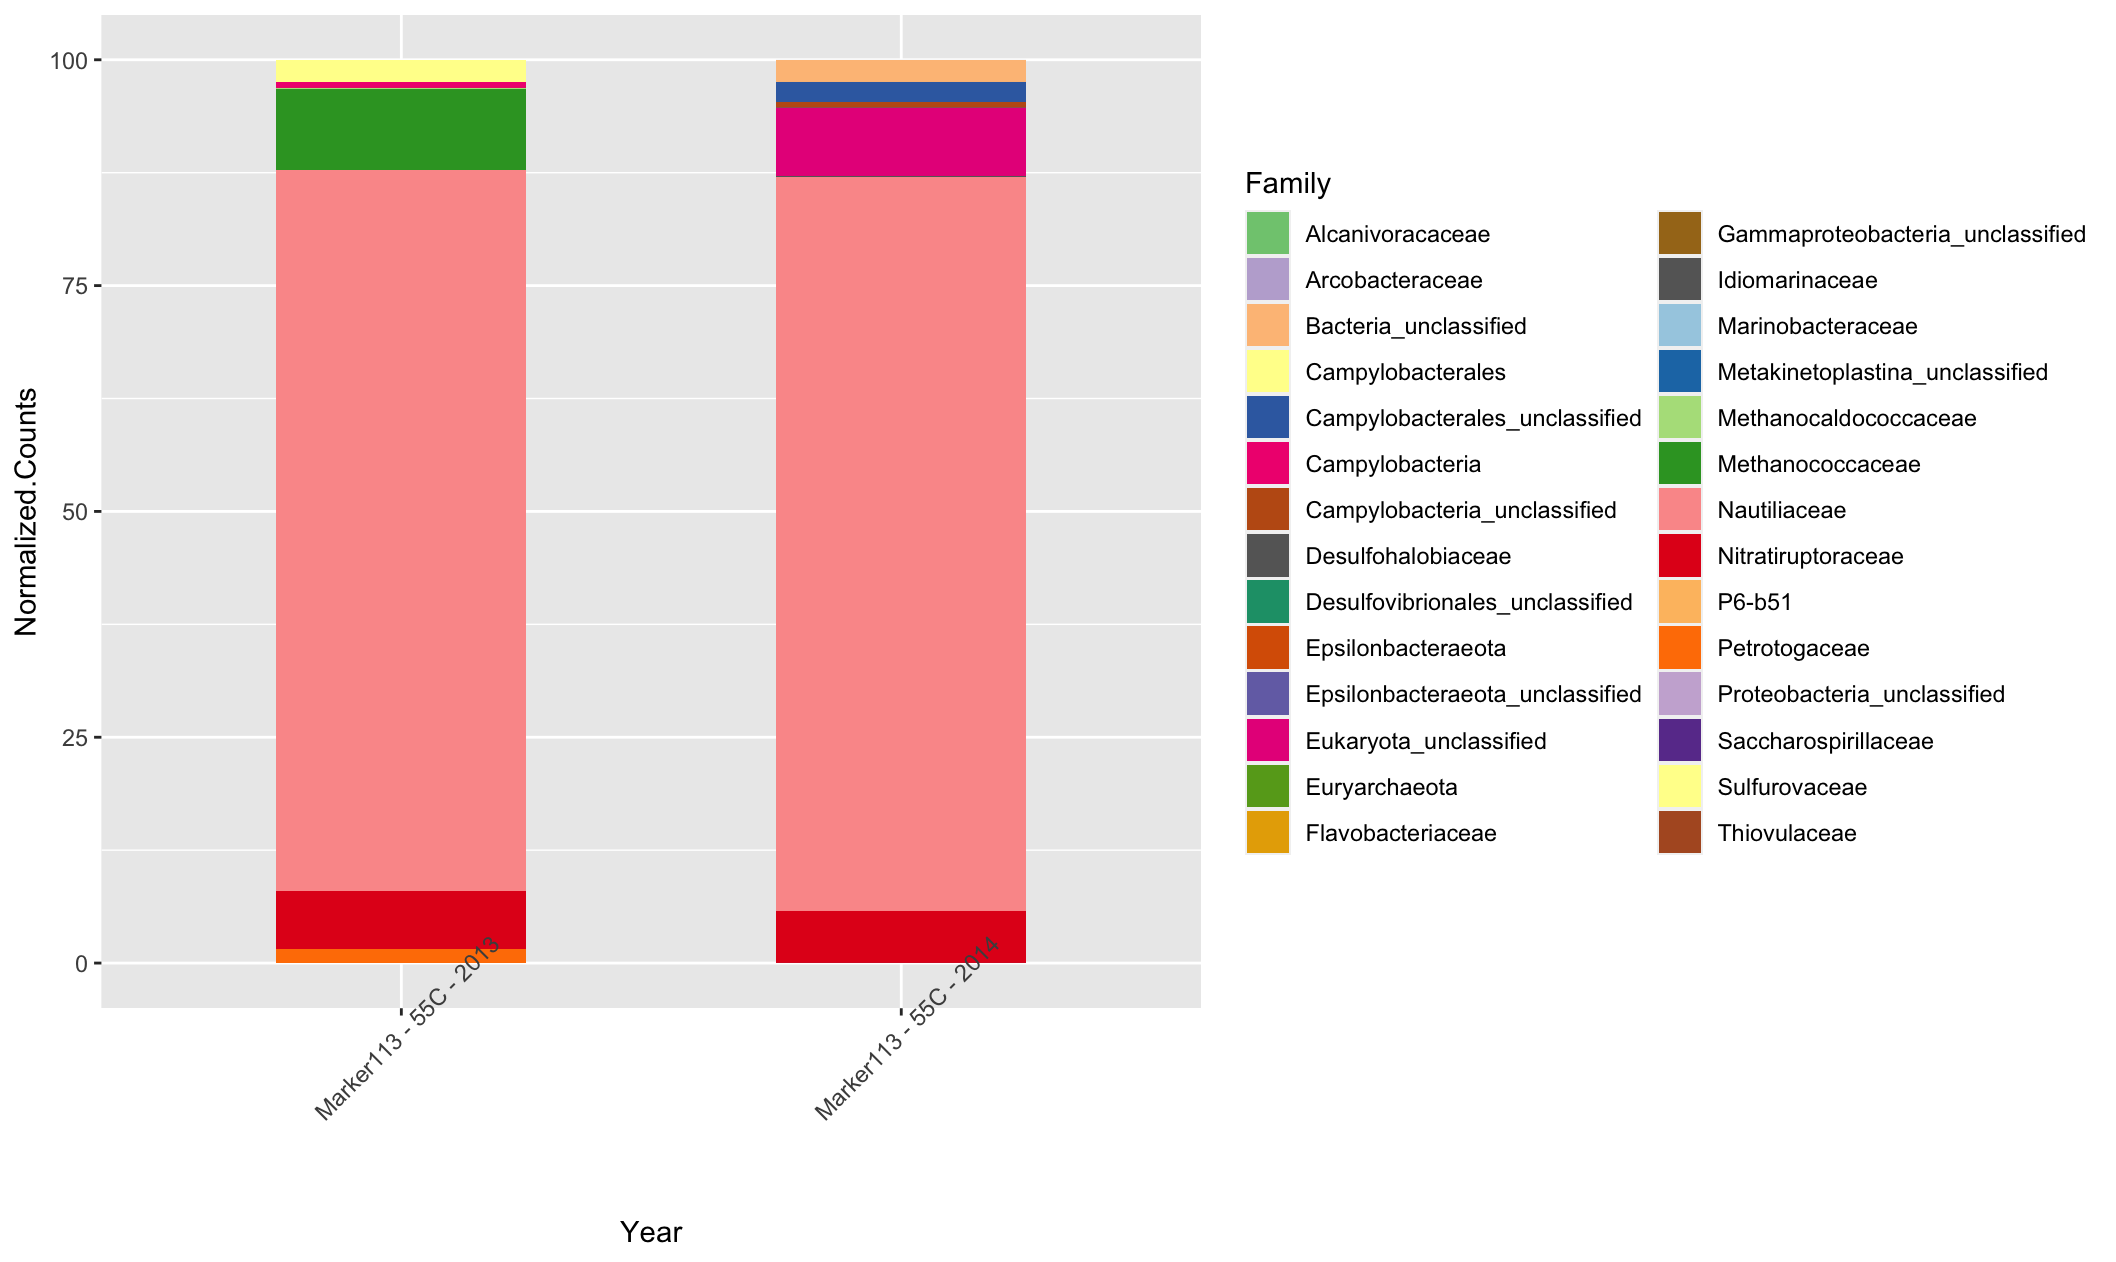 100
75
50
25
0
Normalized.Counts
Marker113 - 55C - 2013
Marker113 - 55C - 2014
Year
Family
Alcanivoracaceae
Arcobacteraceae
Bacteria_unclassified
Campylobacterales
Campylobacterales_unclassified
Campylobacteria
Campylobacteria_unclassified
Desulfohalobiaceae
Desulfovibrionales_unclassified
Epsilonbacteraeota
Epsilonbacteraeota_unclassified
Eukaryota_unclassified
Euryarchaeota
Flavobacteriaceae
Gammaproteobacteria_unclassified
Idiomarinaceae
Marinobacteraceae
Metakinetoplastina_unclassified
Methanocaldococcaceae
Methanococcaceae
Nautiliaceae
Nitratiruptoraceae
P6-b51
Petrotogaceae
Proteobacteria_unclassified
Saccharospirillaceae
Sulfurovaceae
Thiovulaceae